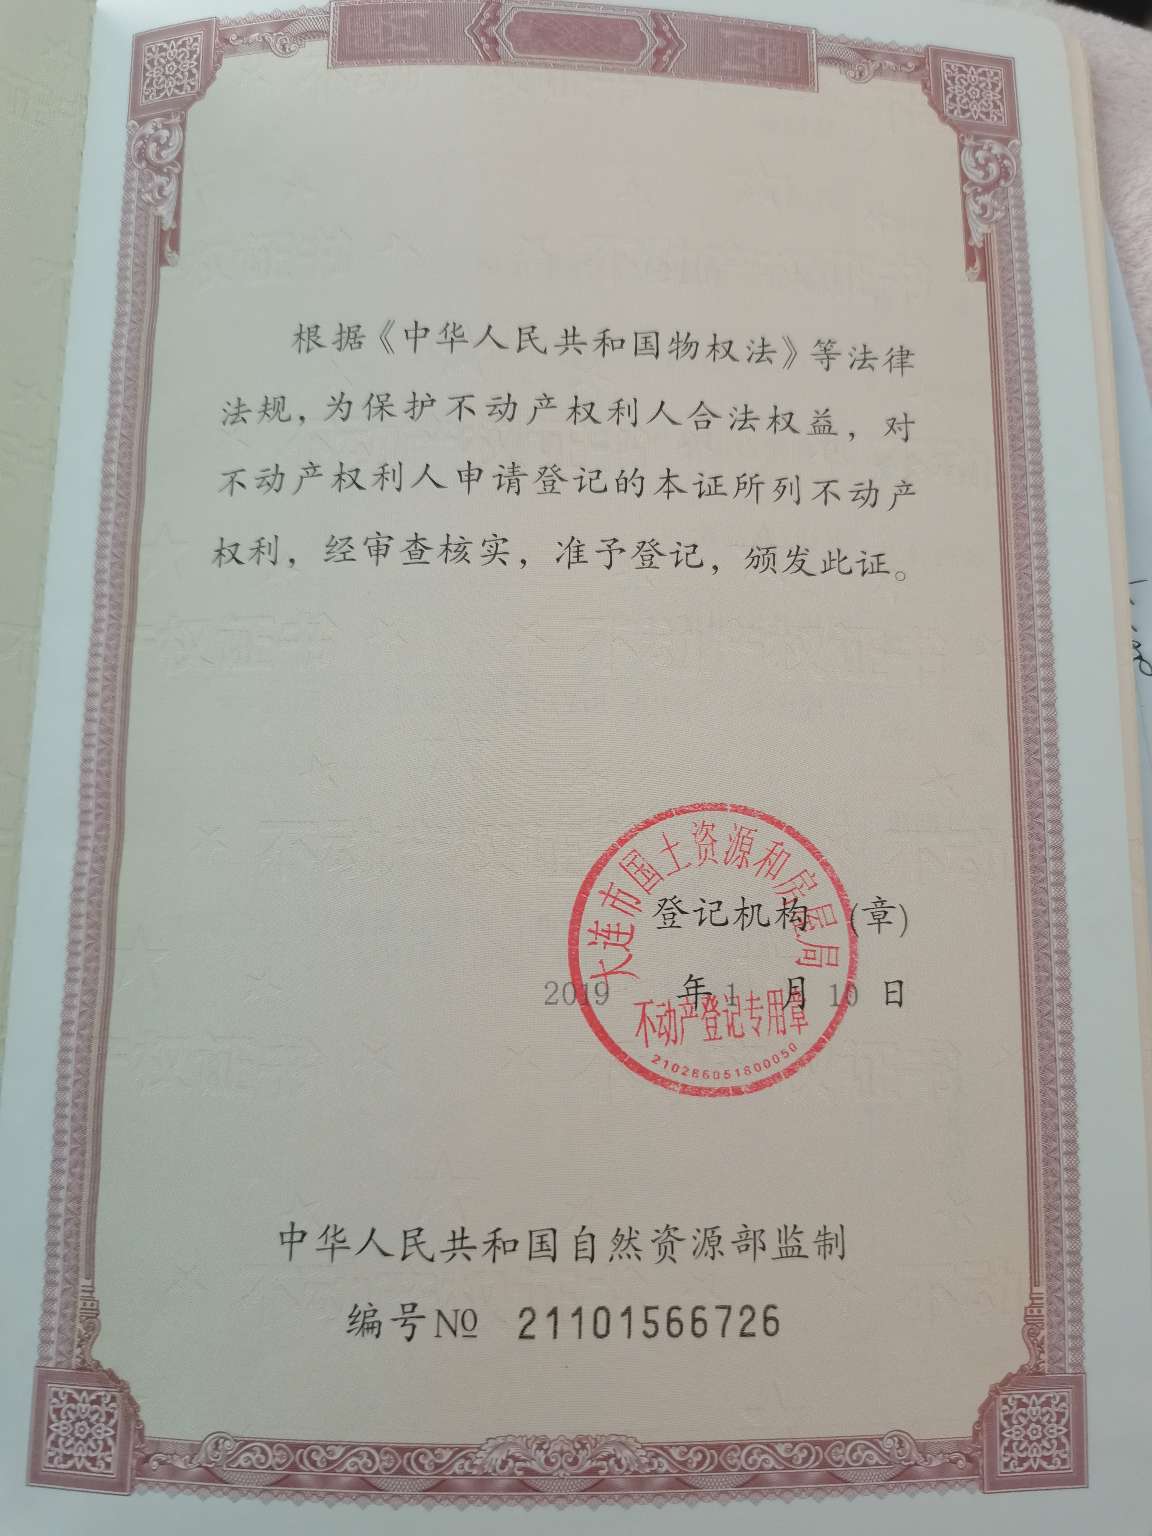 根据《中华人民共和国物权法》等法律
法规，为保护不动产权利人合法权益，对
不动产权利人申请登记的本证所列不动产
权利，经审查核实，准予登记，颁发此证。
大连市国土资源和房屋局
登记机构 (章)
2019 年 1 月 10 日
不动产登记专用章
210286051800050
中华人民共和国自然资源部监制
编号№ 21101566726